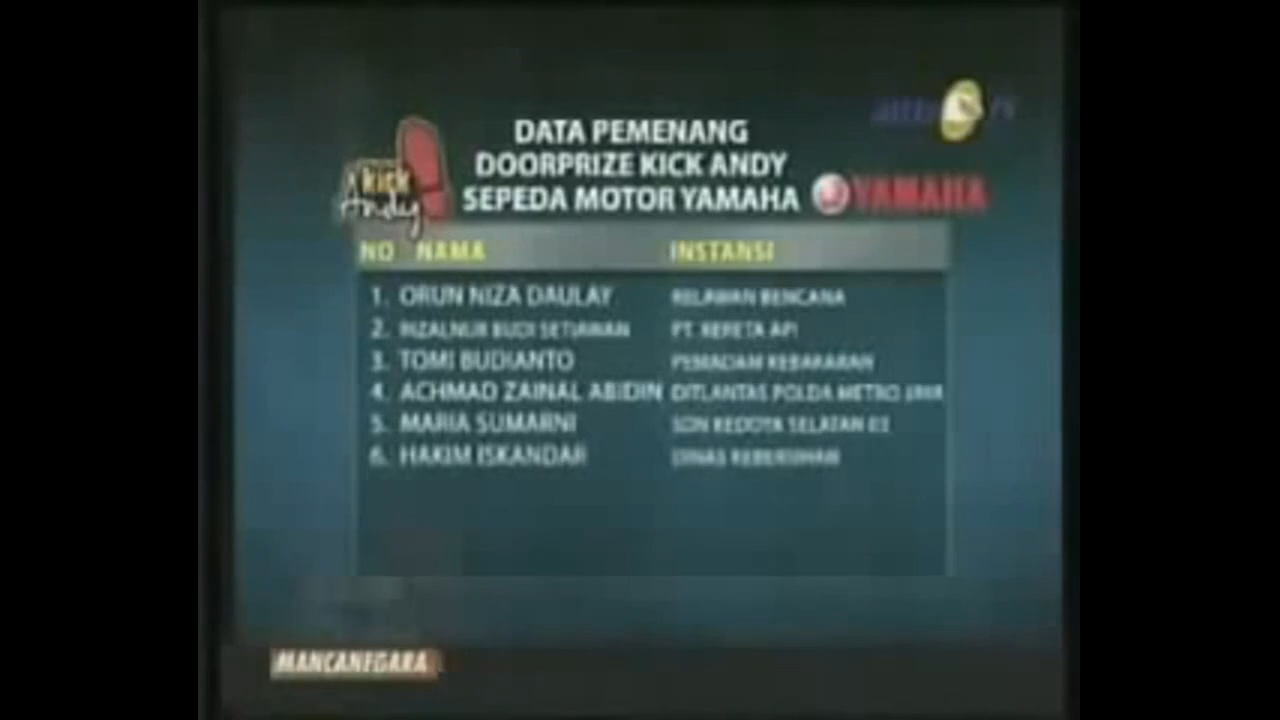 DATA PEMENANG
DOORPRIZE KICK ANDY
SEPEDA MOTOR YAMAHA
kick Andy
YAMAHA
NO NAMA INSTANSI
1. ORUN NIZA DAULAY RELAWAN BENCANA
2. RIZALNUR BUDI SETIAWAN PT. KERETA API
3. TOMI BUDIANTO PEMADAM KEBAKARAN
4. ACHMAD ZAINAL ABIDIN DITLANTAS POLDA METRO JAYA
5. MARIA SUMARNI SDN KEDOYA SELATAN
6. HAKIM ISKANDAR DINAS KEBERSIHAN
MANCANEGARA